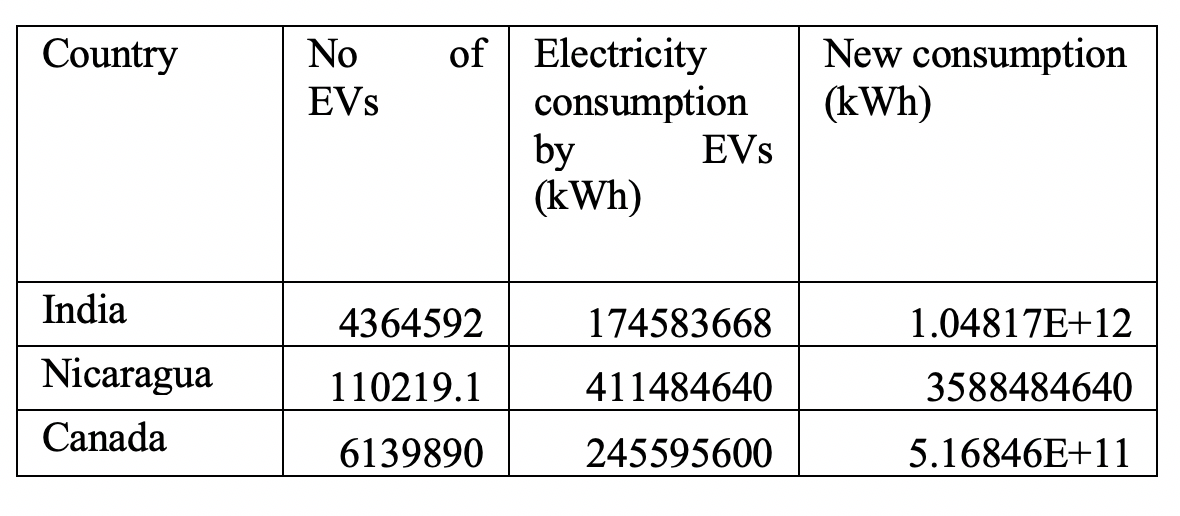 Country No of Electricity New consumption
EVs consumption (kWh)
by EVs
(kWh)
India 4364592 174583668 1.04817E+12
Nicaragua 110219.1 411484640 3588484640
Canada 6139890 245595600 5.16846E+11